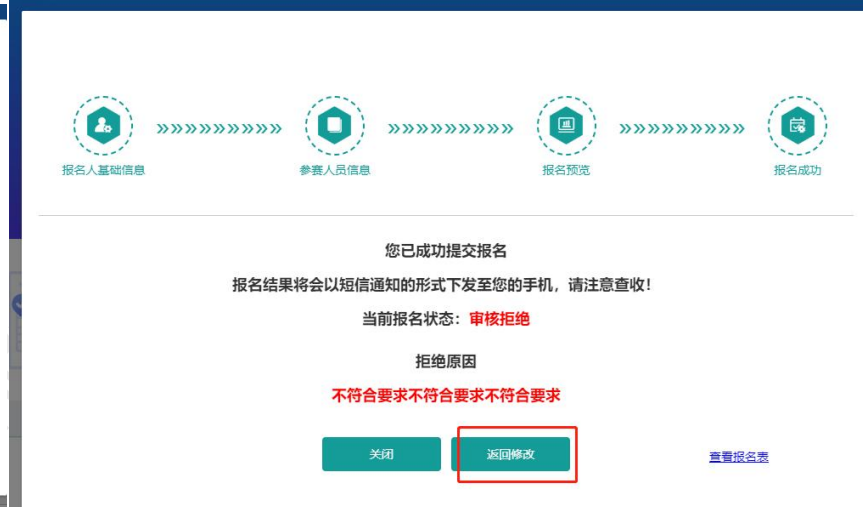 报名人基础信息
参赛人员信息
报名预览
报名成功
您已成功提交报名
报名结果将会以短信通知的形式下发至您的手机，请注意查收！
当前报名状态：审核拒绝
拒绝原因
不符合要求不符合要求不符合要求
关闭
返回修改
查看报名表